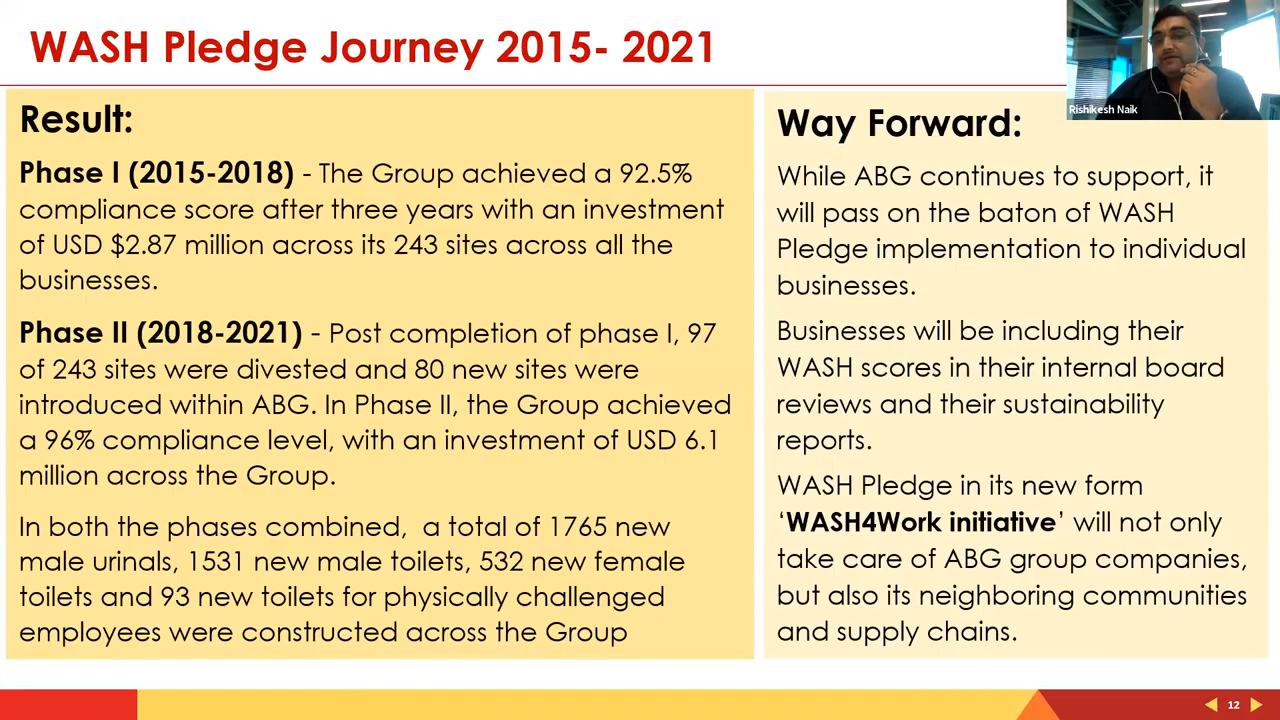 WASH Pledge Journey 2015- 2021
Rishikesh Naik
Result:
Phase I (2015-2018) - The Group achieved a 92.5%
compliance score after three years with an investment
of USD $2.87 million across its 243 sites across all the
businesses.
Phase II (2018-2021) - Post completion of phase I, 97
of 243 sites were divested and 80 new sites were
introduced within ABG. In Phase II, the Group achieved
a 96% compliance level, with an investment of USD 6.1
million across the Group.
In both the phases combined, a total of 1765 new
male urinals, 1531 new male toilets, 532 new female
toilets and 93 new toilets for physically challenged
employees were constructed across the Group
Way Forward:
While ABG continues to support, it
will pass on the baton of WASH
Pledge implementation to individual
businesses.
Businesses will be including their
WASH scores in their internal board
reviews and their sustainability
reports.
WASH Pledge in its new form
‘WASH4Work initiative’ will not only
take care of ABG group companies,
but also its neighboring communities
and supply chains.
12